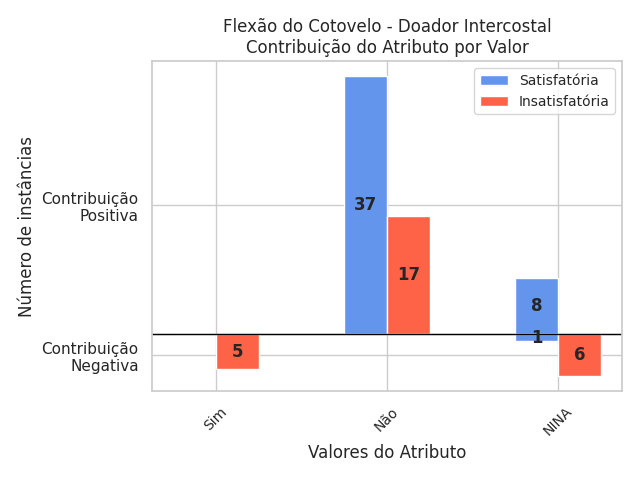 Flexão do Cotovelo - Doador Intercostal
Contribuição do Atributo por Valor
Satisfatória
Insatisfatória
Número de instâncias
Contribuição
Positiva
Contribuição
Negativa
37
17
8
1
5
6
Sim
Não
NINA
Valores do Atributo